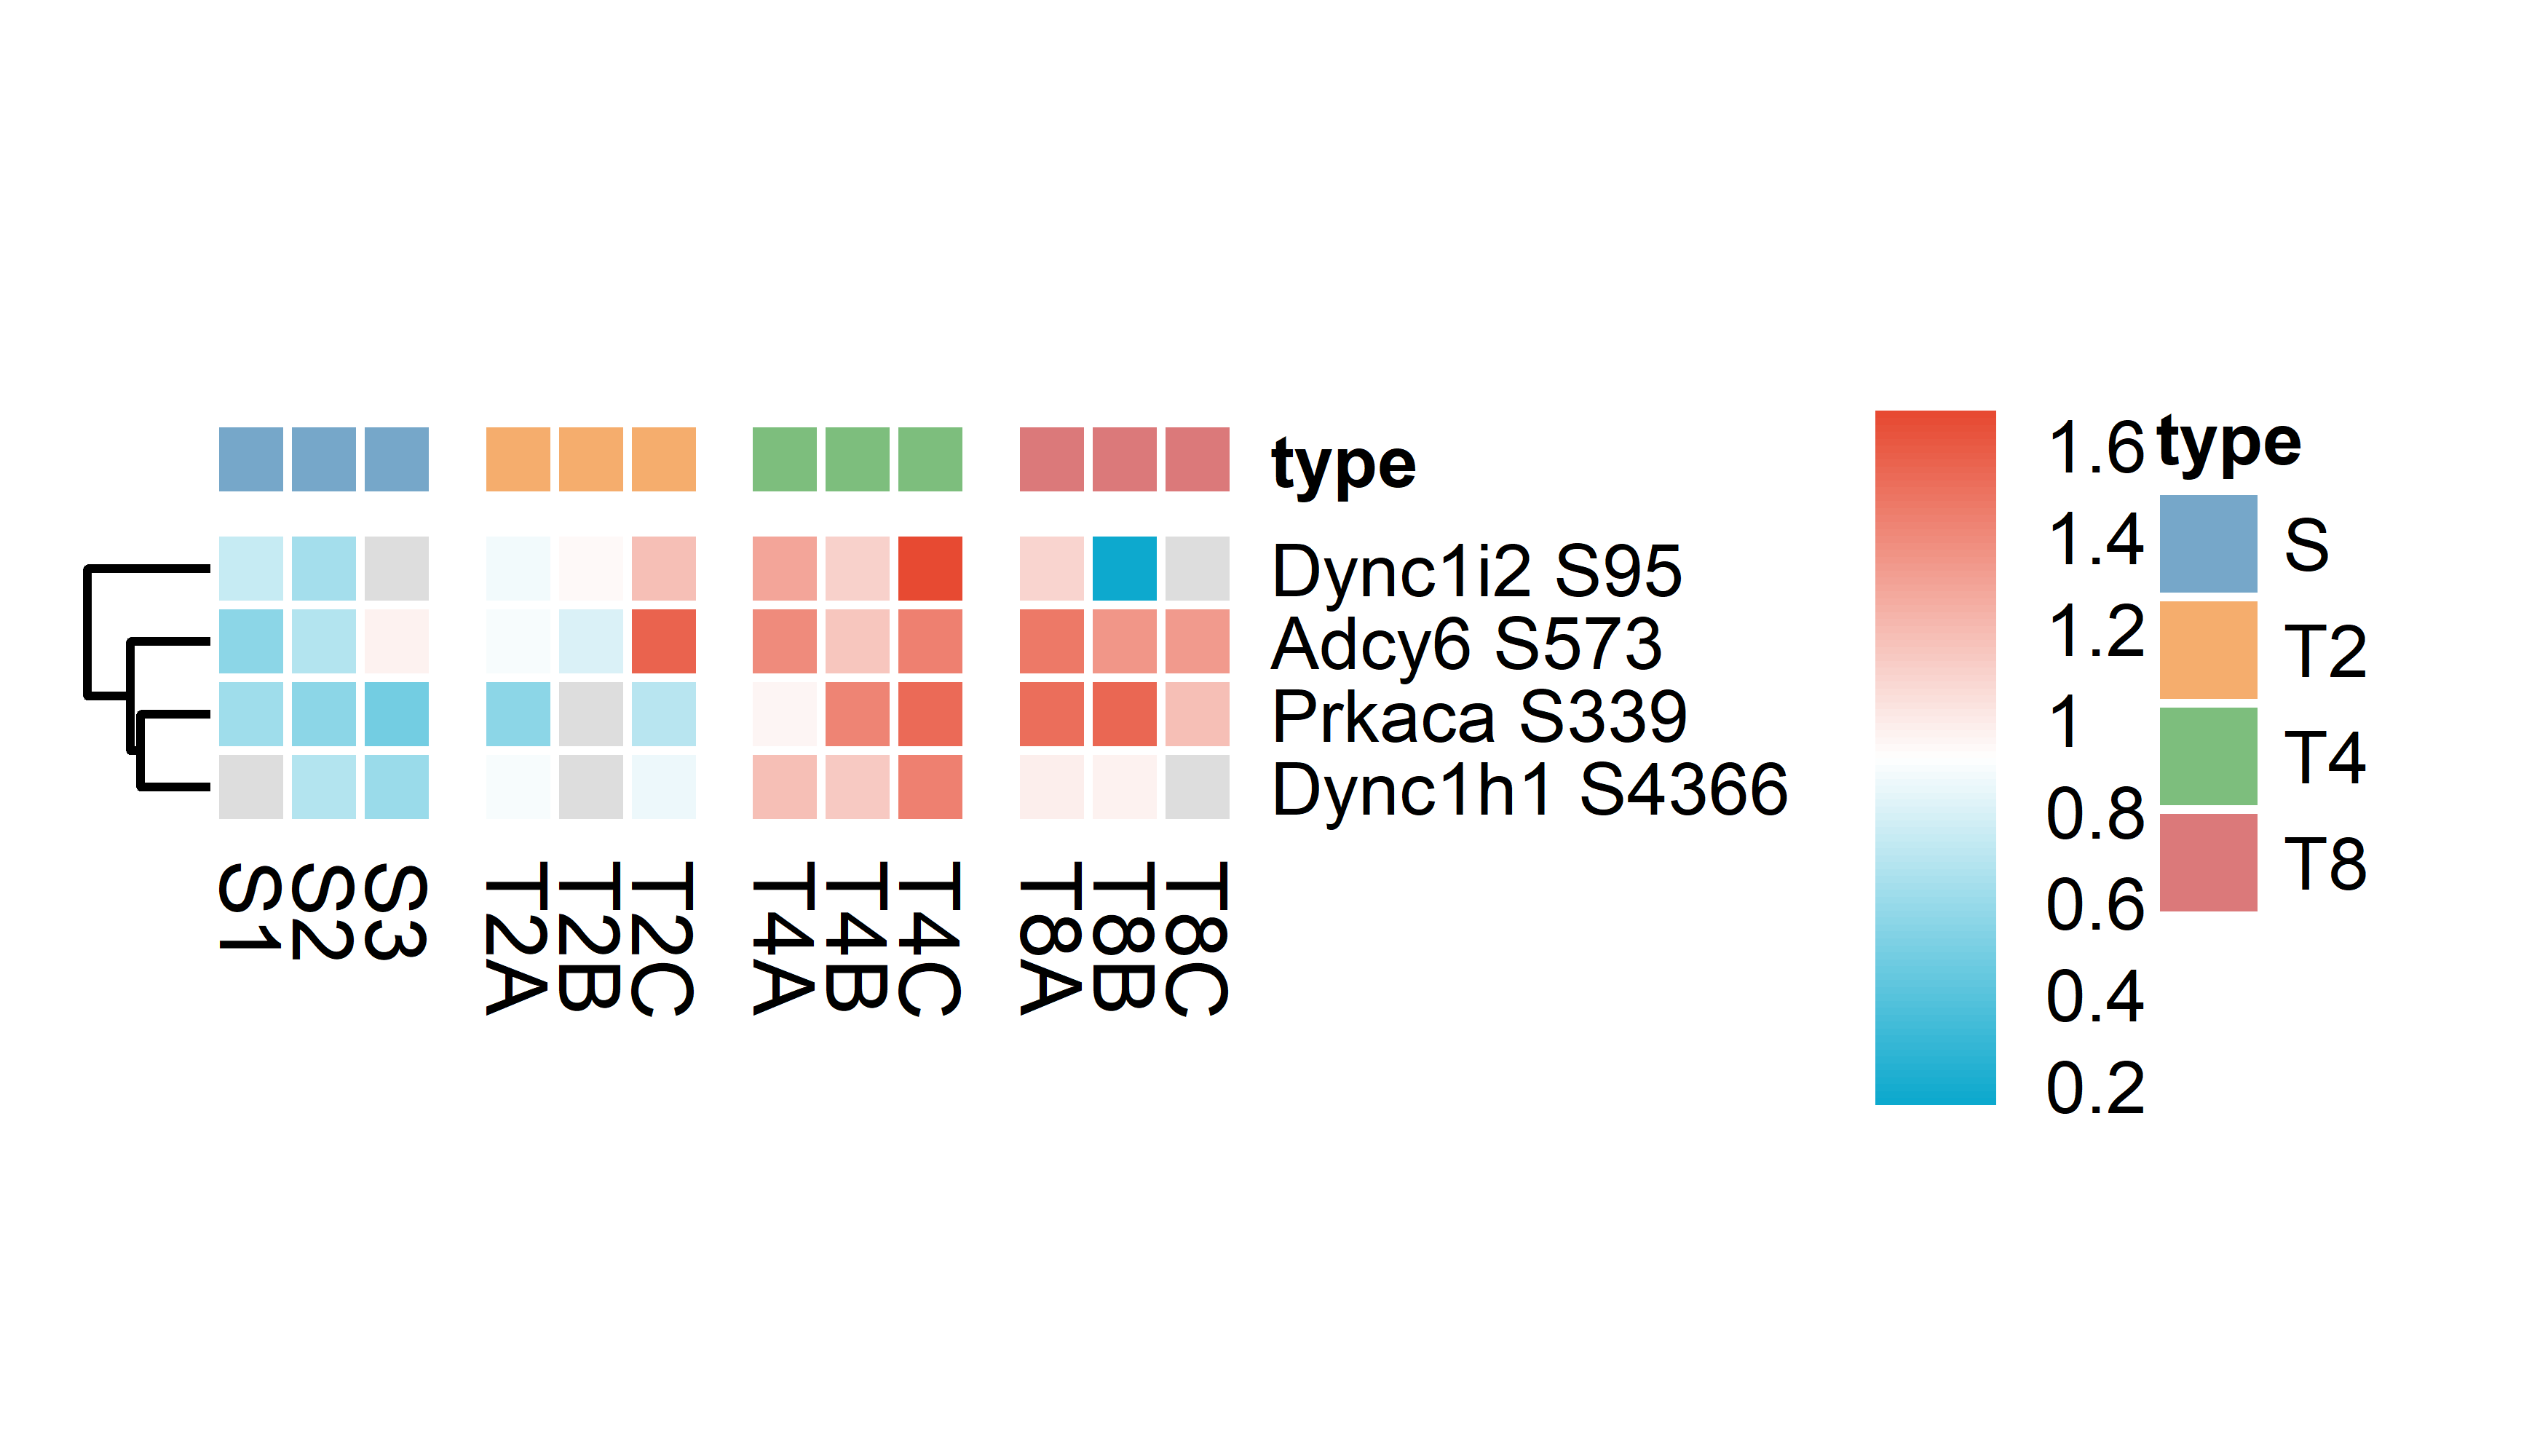 type
Dync1i2 S95
Adcy6 S573
Prkaca S339
Dync1h1 S4366
S1
S2
S3
T2A
T2B
T2C
T4A
T4B
T4C
T8A
T8B
T8C
1.6
1.4
1.2
1
0.8
0.6
0.4
0.2
type
S
T2
T4
T8